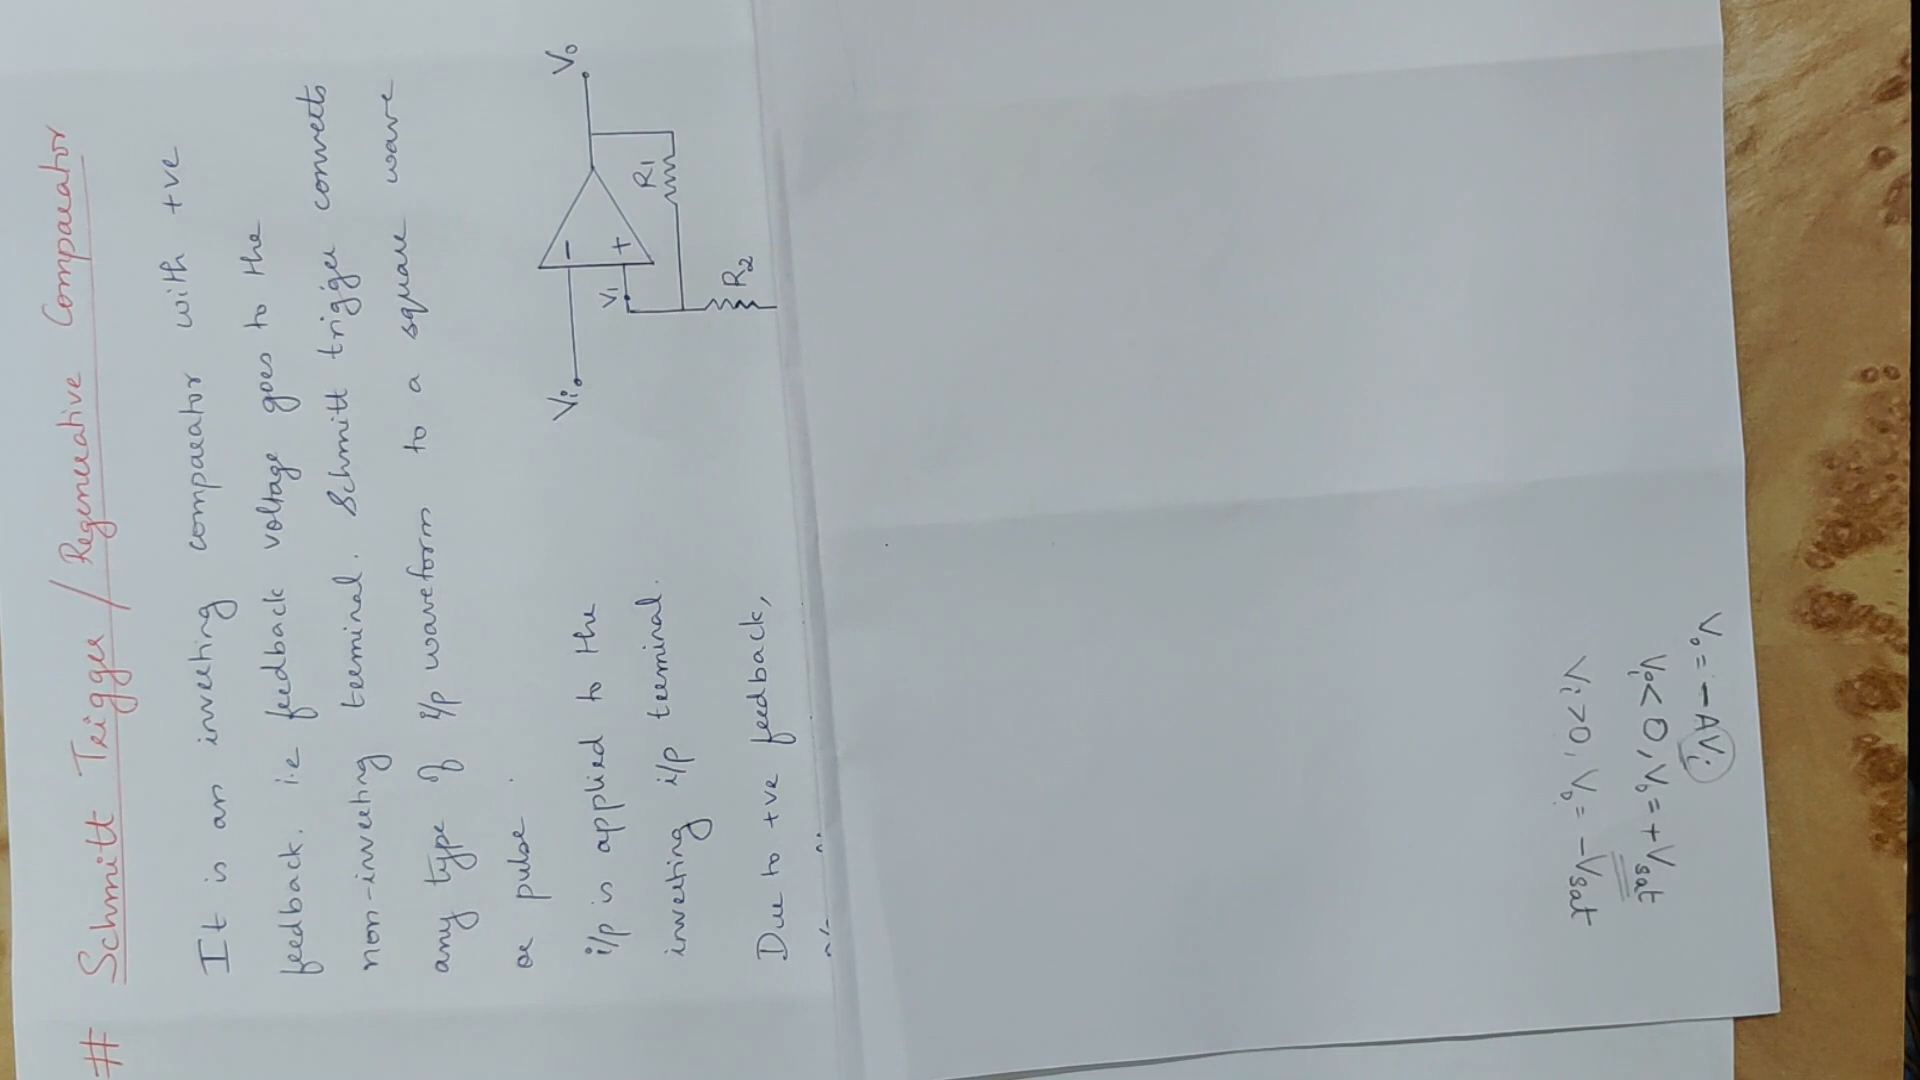 # Schmitt Trigger / Regenerative Comparator
It is an inverting comparator with +ve
feedback. i.e feedback voltage goes to the
non-inverting terminal. Schmitt trigger converts
any type of i/p waveform to a square wave
or pulse.
Vi
V1
-
+
R1
R2
Vo
i/p is applied to the
inverting i/p terminal.
Due to +ve feedback,
Vi>0, Vo = -Vsat
Vi<0, Vo = +Vsat
Vo = -AVi